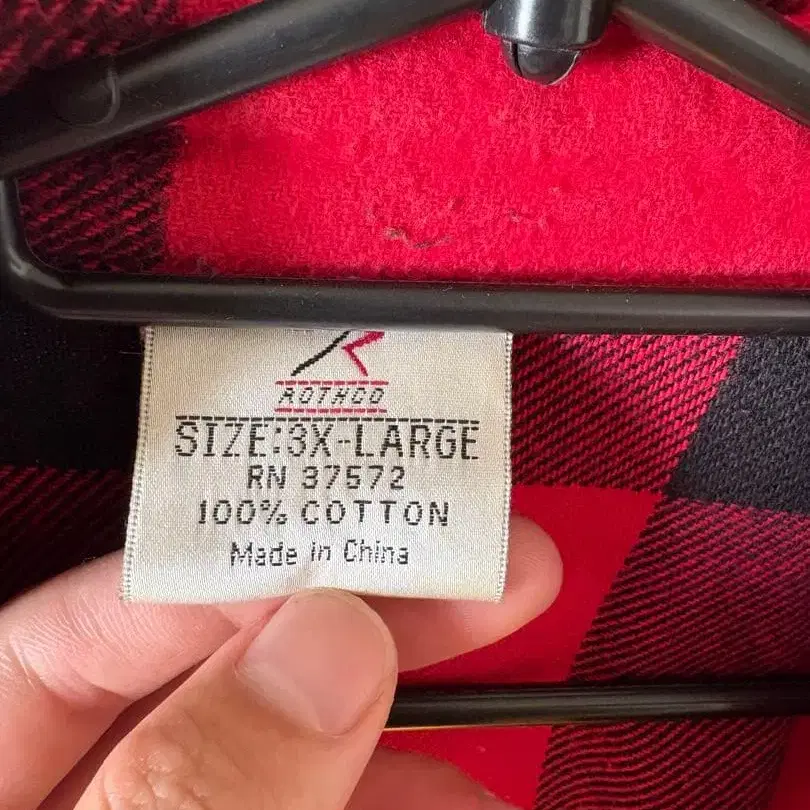 ROTHCO
SIZE:3X-LARGE
RN 37572
100% COTTON
Made in China